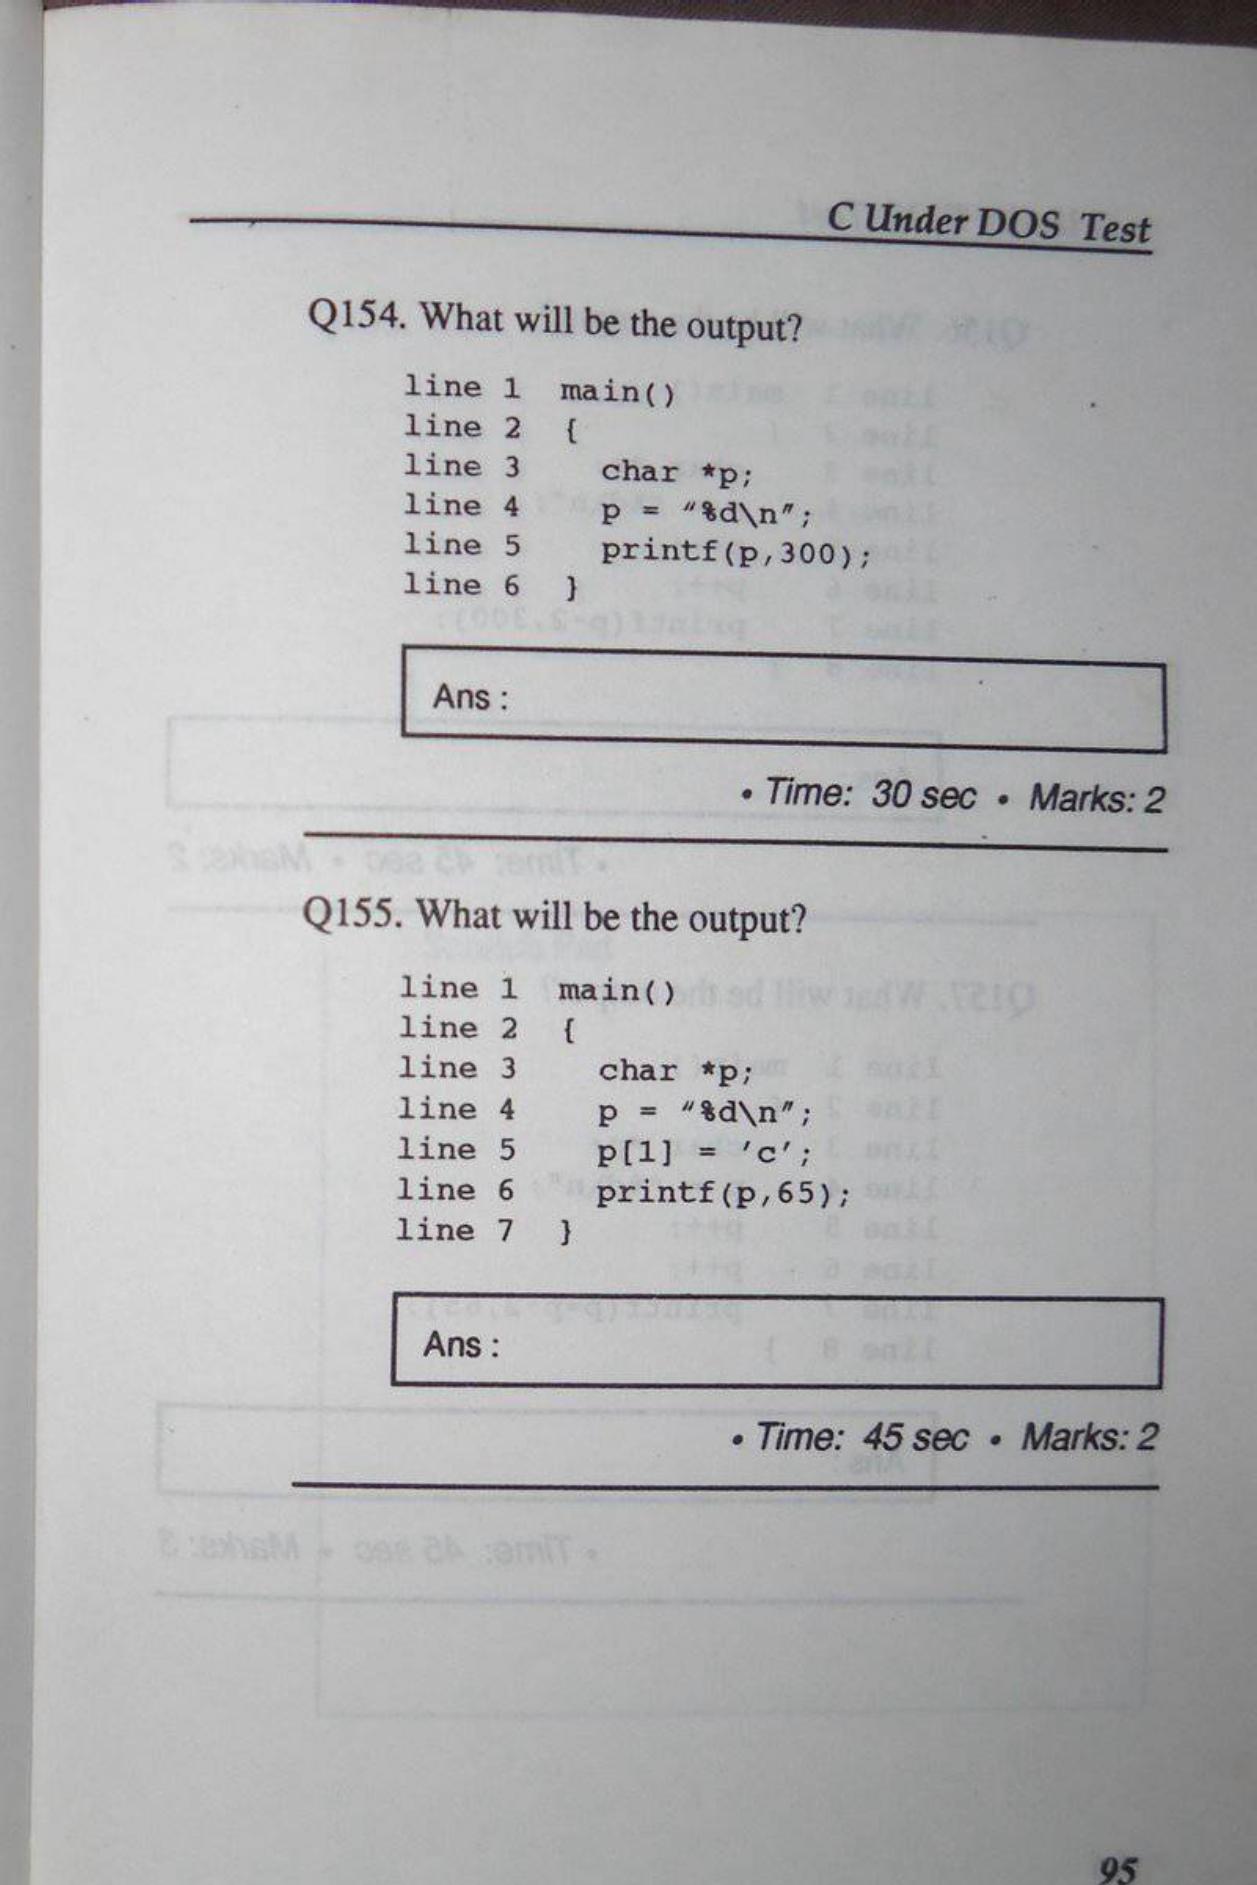 C Under DOS Test
Q154. What will be the output?
line 1 main()
line 2 {
line 3 char *p;
line 4 p = "%d\n";
line 5 printf(p,300);
line 6 }
Ans :
• Time: 30 sec • Marks: 2
Q155. What will be the output?
line 1 main()
line 2 {
line 3 char *p;
line 4 p = "%d\n";
line 5 p[1] = 'c';
line 6 printf(p,65);
line 7 }
Ans :
• Time: 45 sec • Marks: 2
95